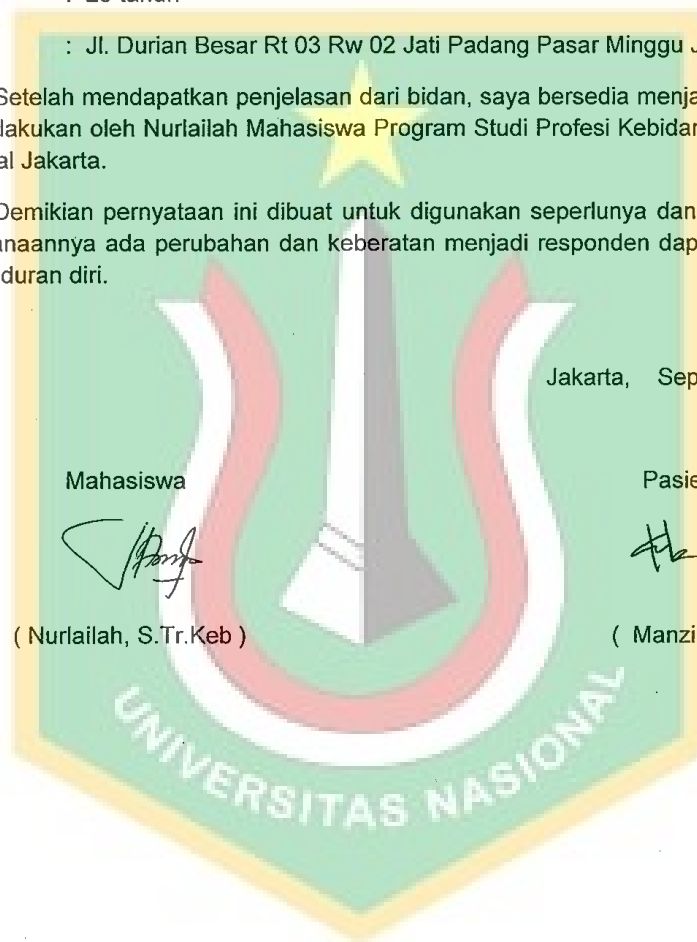 : Jl. Durian Besar Rt 03 Rw 02 Jati Padang Pasar Minggu J
Setelah mendapatkan penjelasan dari bidan, saya bersedia menja
lakukan oleh Nurlailah Mahasiswa Program Studi Profesi Kebidan
al Jakarta.
Demikian pernyataan ini dibuat untuk digunakan seperlunya dan
anaannya ada perubahan dan keberatan menjadi responden dap
duran diri.
Jakarta, Sep
Mahasiswa Pasie
( Nurlailah, S.Tr.Keb ) ( Manzi
UNIVERSITAS NASIONAL